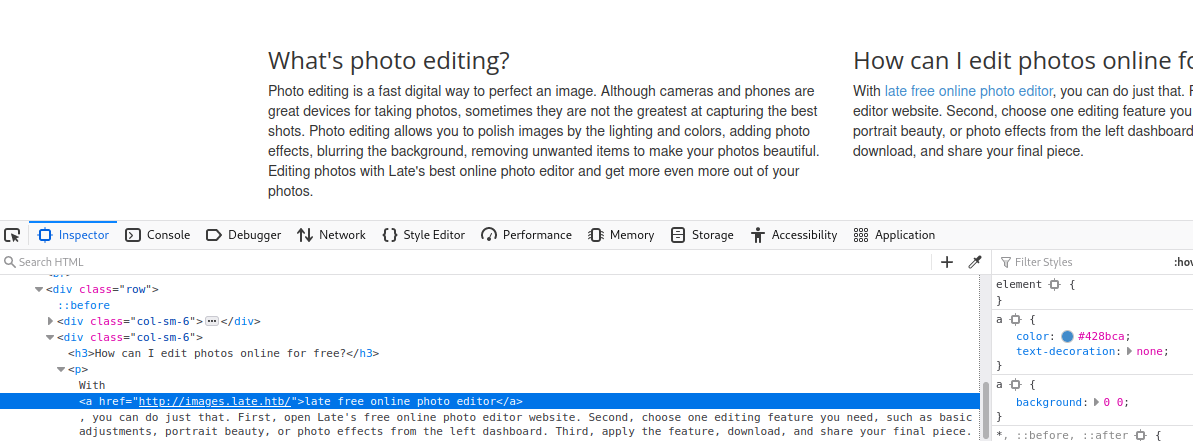 What's photo editing?
Photo editing is a fast digital way to perfect an image. Although cameras and phones are
great devices for taking photos, sometimes they are not the greatest at capturing the best
shots. Photo editing allows you to polish images by the lighting and colors, adding photo
effects, blurring the background, removing unwanted items to make your photos beautiful.
Editing photos with Late's best online photo editor and get more even more out of your
photos.
How can I edit photos online fo
With late free online photo editor, you can do just that. F
editor website. Second, choose one editing feature you
portrait beauty, or photo effects from the left dashboard
download, and share your final piece.
Inspector Console Debugger Network Style Editor Performance Memory Storage Accessibility Application
Search HTML
<div class="row">
::before
<div class="col-sm-6"> ••• </div>
<div class="col-sm-6">
<h3>How can I edit photos online for free?</h3>
<p>
With
<a href="http://images.late.htb/">late free online photo editor</a>
, you can do just that. First, open Late's free online photo editor website. Second, choose one editing feature you need, such as basic
adjustments, portrait beauty, or photo effects from the left dashboard. Third, apply the feature, download, and share your final piece.
Filter Styles :hov
element {
}
a {
color: #428bca;
text-decoration: none;
}
a {
background: 0 0;
}
*, ::before, ::after {